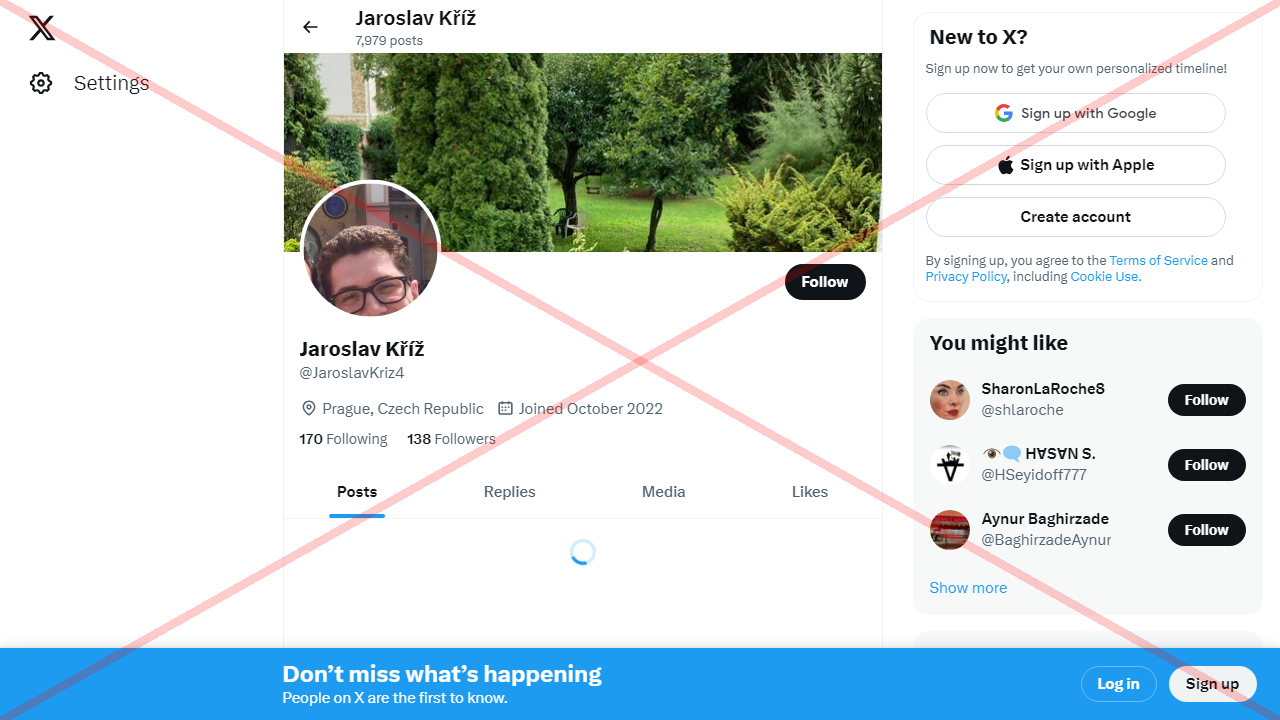 Jaroslav Kříž
7,979 posts
Settings
Follow
Jaroslav Kříž
@JaroslavKriz4
Prague, Czech Republic Joined October 2022
170 Following 138 Followers
Posts Replies Media Likes
New to X?
Sign up now to get your own personalized timeline!
Sign up with Google
Sign up with Apple
Create account
By signing up, you agree to the Terms of Service and
Privacy Policy, including Cookie Use.
You might like
SharonLaRoche8
@shlaroche
Follow
👁️🗨️ H∀S∀N S.
@HSeyidoff777
Follow
Aynur Baghirzade
@BaghirzadeAynur
Follow
Show more
Don’t miss what’s happening
People on X are the first to know.
Log in
Sign up